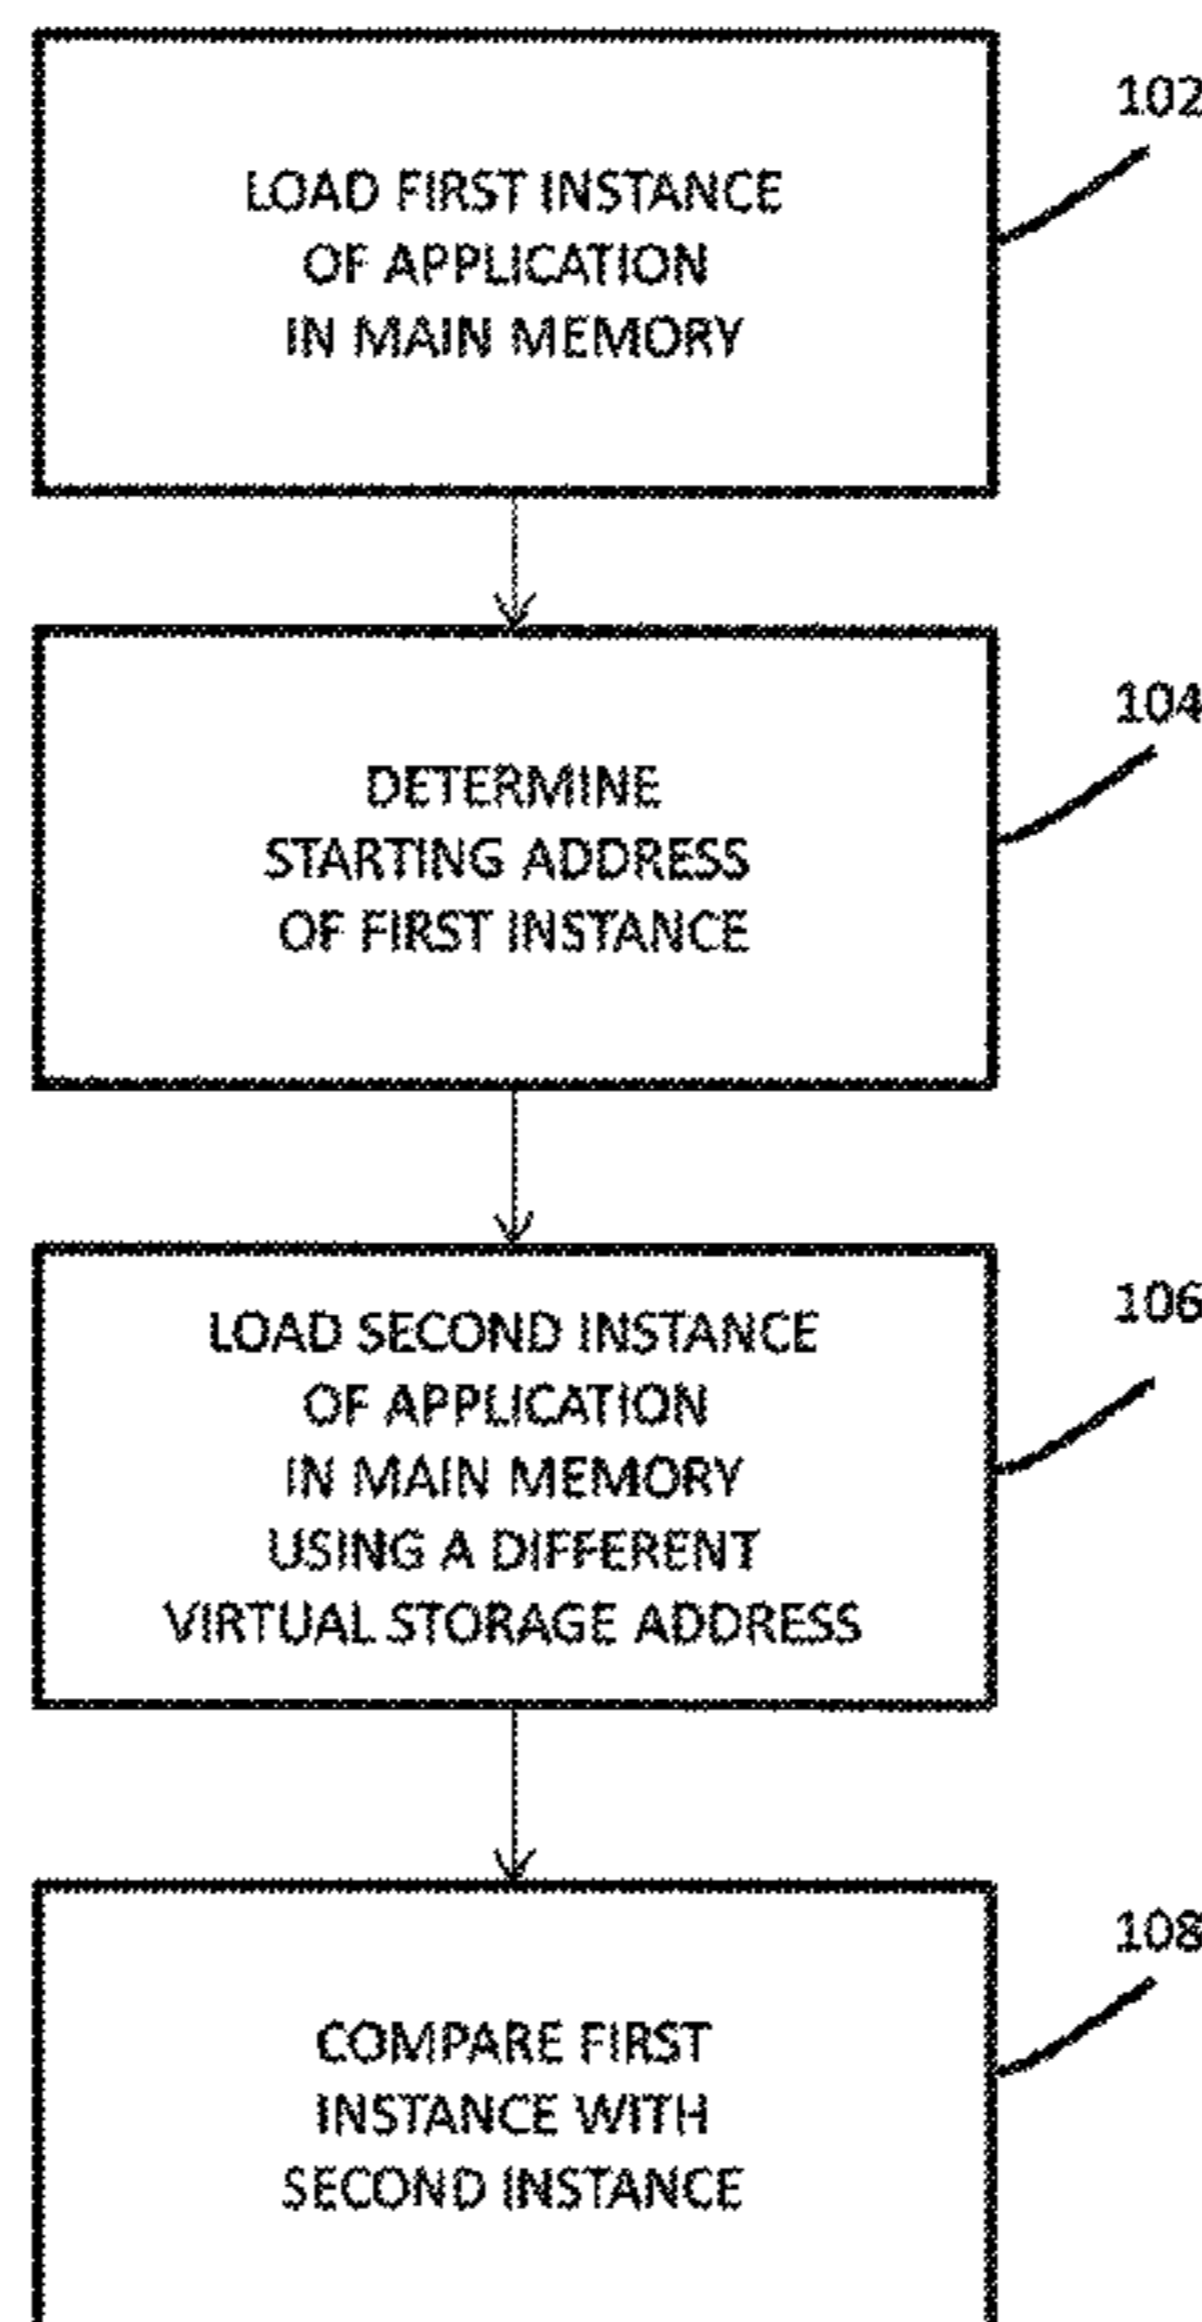 102
LOAD FIRST INSTANCE
OF APPLICATION
IN MAIN MEMORY
104
DETERMINE
STARTING ADDRESS
OF FIRST INSTANCE
106
LOAD SECOND INSTANCE
OF APPLICATION
IN MAIN MEMORY
USING A DIFFERENT
VIRTUAL STORAGE ADDRESS
108
COMPARE FIRST
INSTANCE WITH
SECOND INSTANCE